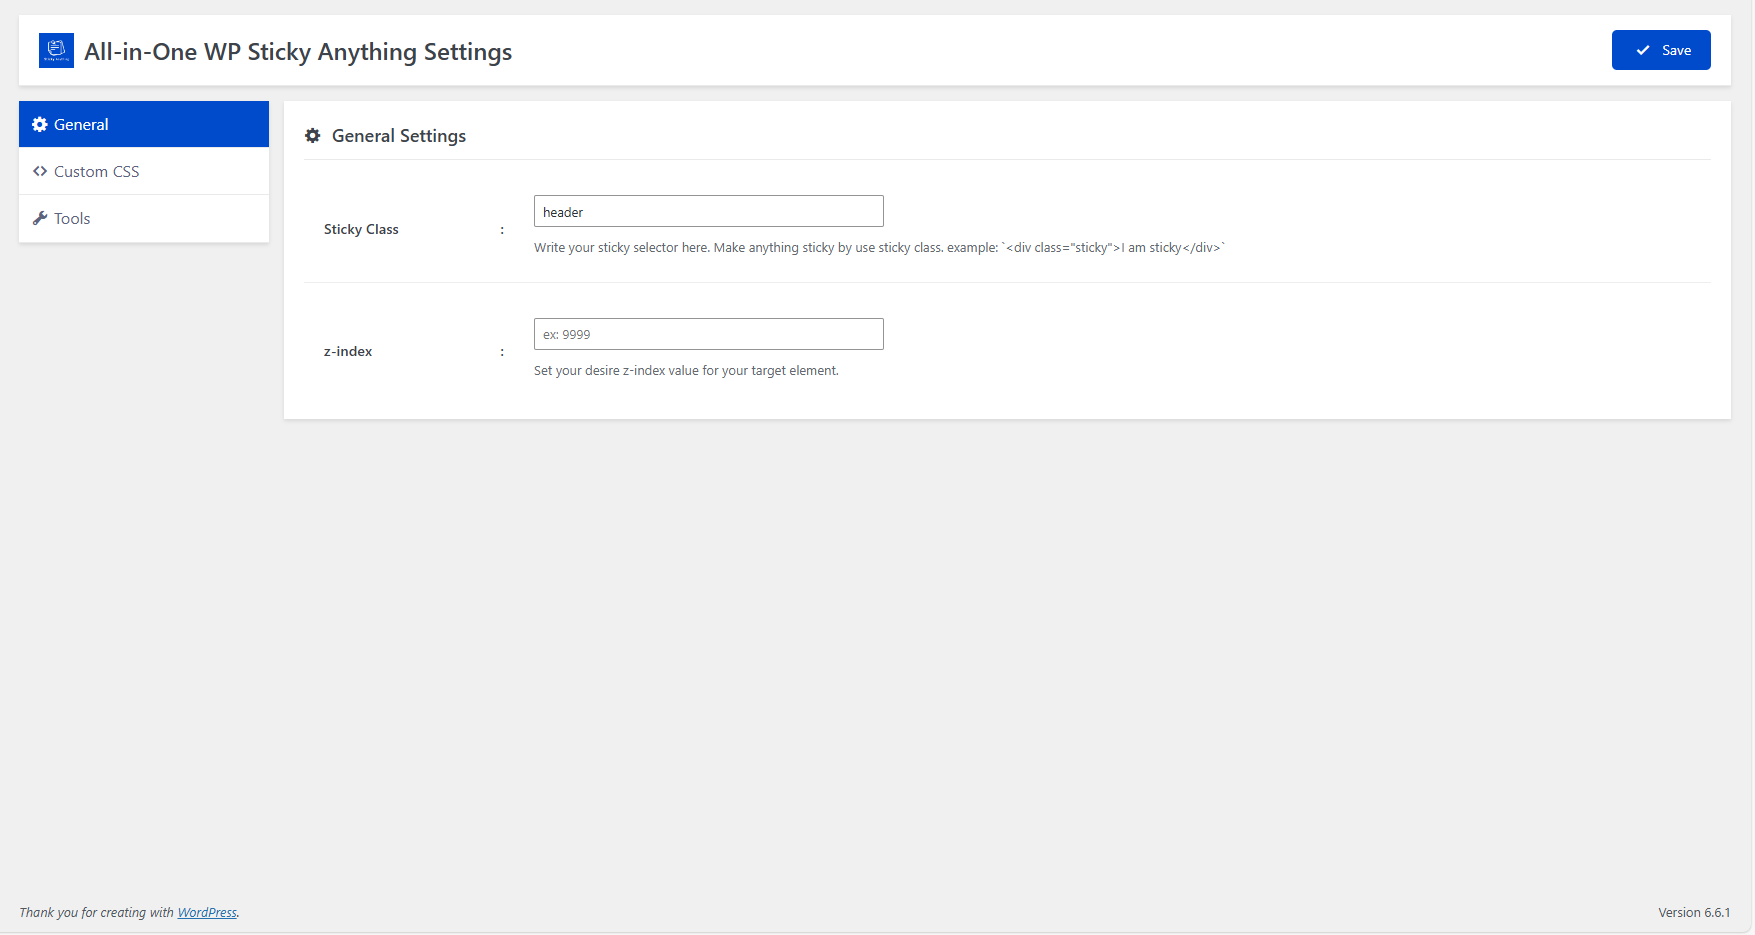 All-in-One WP Sticky Anything Settings
Save
General
Custom CSS
Tools
General Settings
Sticky Class :
header
Write your sticky selector here. Make anything sticky by use sticky class. example: `<div class="sticky">I am sticky</div>`
z-index :
ex: 9999
Set your desire z-index value for your target element.
Thank you for creating with WordPress.
Version 6.6.1